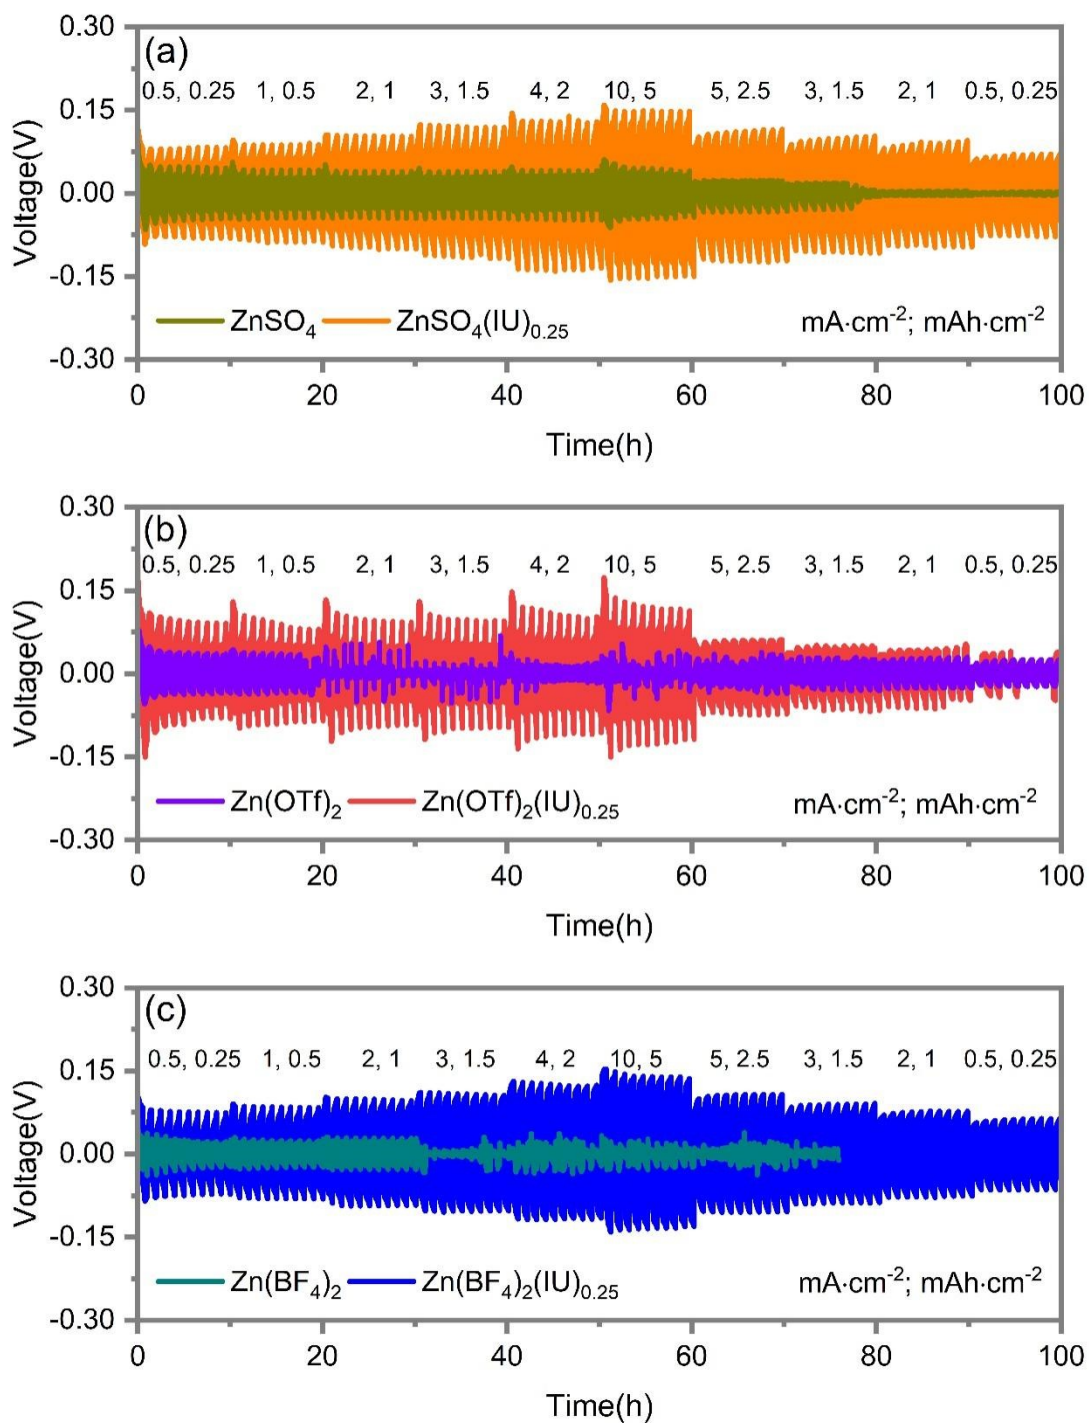 0.30
(a)
0.5, 0.25 1, 0.5 2, 1 3, 1.5 4, 2 10, 5 5, 2.5 3, 1.5 2, 1 0.5, 0.25
0.15
0.00
-0.15
-0.30
Voltage(V)
ZnSO₄ ZnSO₄(IU)₀.₂₅ mA·cm⁻²; mAh·cm⁻²
0 20 40 60 80 100
Time(h)
0.30
(b)
0.5, 0.25 1, 0.5 2, 1 3, 1.5 4, 2 10, 5 5, 2.5 3, 1.5 2, 1 0.5, 0.25
0.15
0.00
-0.15
-0.30
Voltage(V)
Zn(OTf)₂ Zn(OTf)₂(IU)₀.₂₅ mA·cm⁻²; mAh·cm⁻²
0 20 40 60 80 100
Time(h)
0.30
(c)
0.5, 0.25 1, 0.5 2, 1 3, 1.5 4, 2 10, 5 5, 2.5 3, 1.5 2, 1 0.5, 0.25
0.15
0.00
-0.15
-0.30
Voltage(V)
Zn(BF₄)₂ Zn(BF₄)₂(IU)₀.₂₅ mA·cm⁻²; mAh·cm⁻²
0 20 40 60 80 100
Time(h)